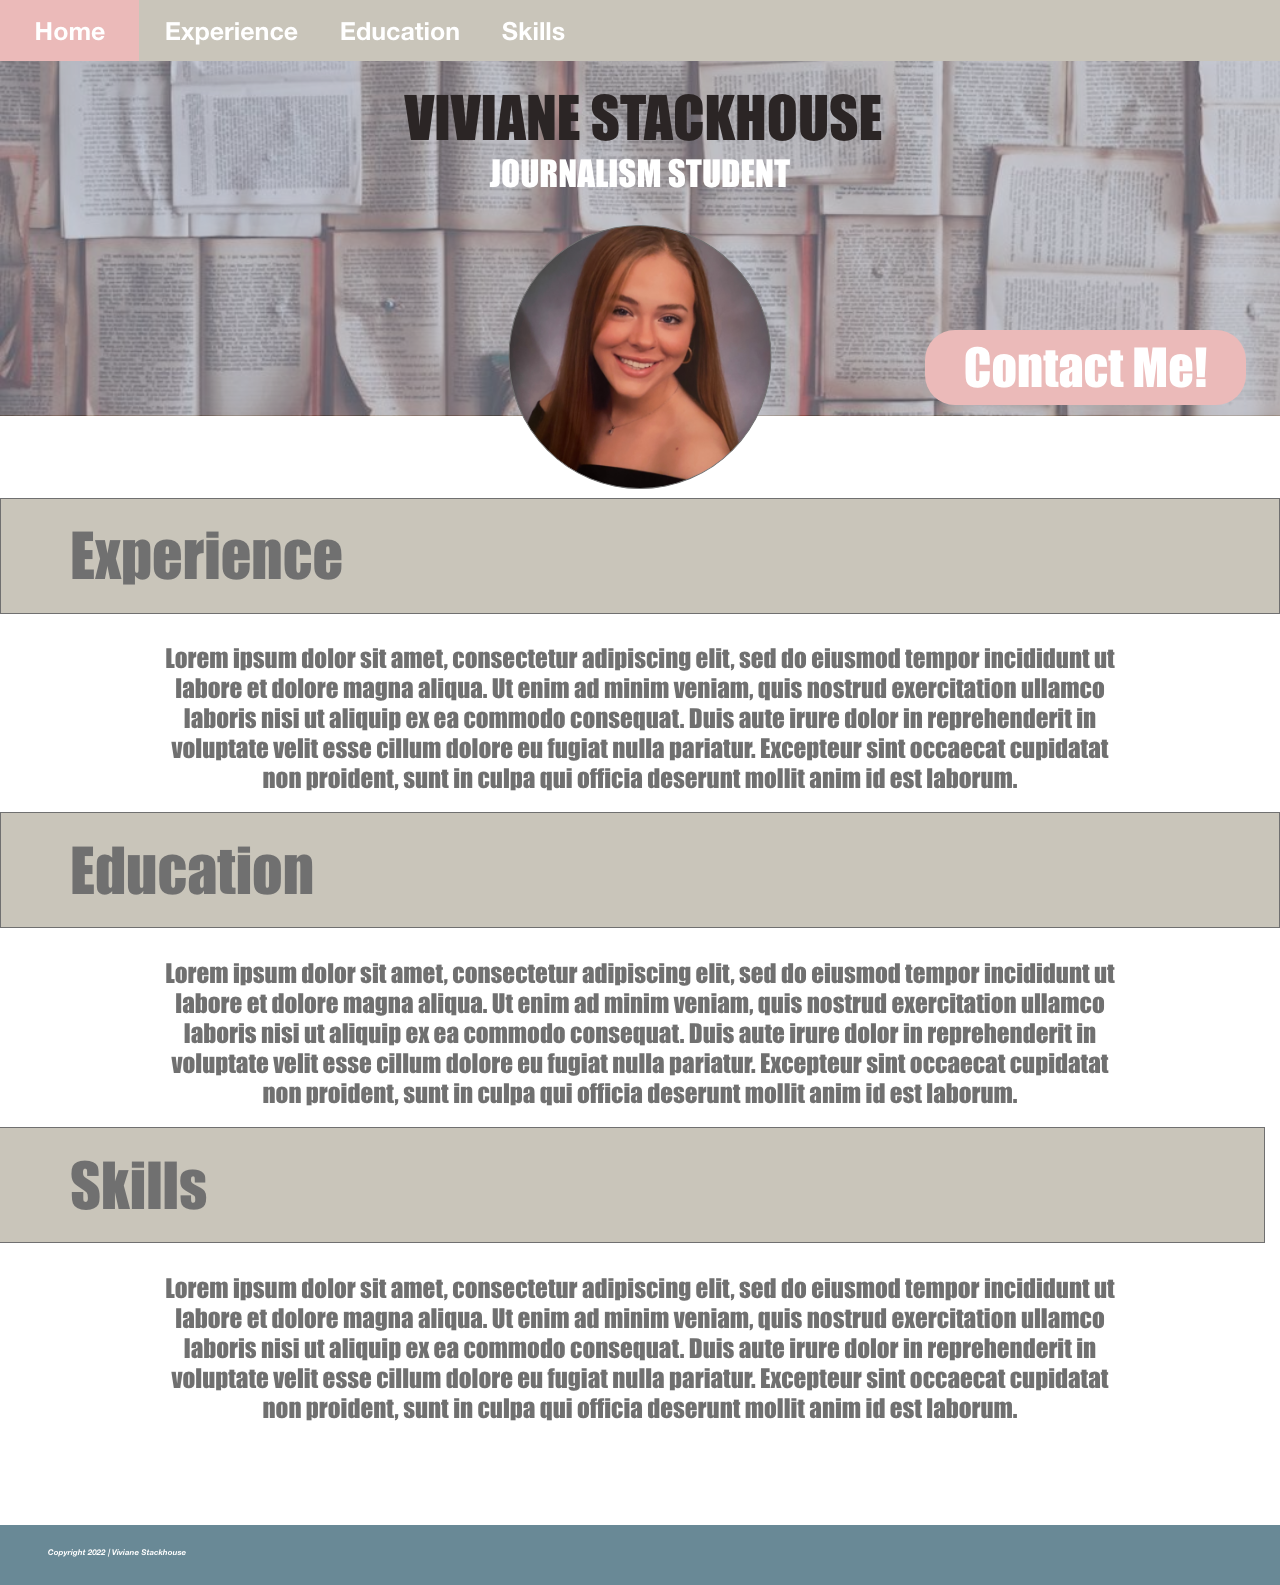 Home Experience Education Skills
VIVIANE STACKHOUSE
JOURNALISM STUDENT
Contact Me!
Experience
Lorem ipsum dolor sit amet, consectetur adipiscing elit, sed do eiusmod tempor incididunt ut
labore et dolore magna aliqua. Ut enim ad minim veniam, quis nostrud exercitation ullamco
laboris nisi ut aliquip ex ea commodo consequat. Duis aute irure dolor in reprehenderit in
voluptate velit esse cillum dolore eu fugiat nulla pariatur. Excepteur sint occaecat cupidatat
non proident, sunt in culpa qui officia deserunt mollit anim id est laborum.
Education
Lorem ipsum dolor sit amet, consectetur adipiscing elit, sed do eiusmod tempor incididunt ut
labore et dolore magna aliqua. Ut enim ad minim veniam, quis nostrud exercitation ullamco
laboris nisi ut aliquip ex ea commodo consequat. Duis aute irure dolor in reprehenderit in
voluptate velit esse cillum dolore eu fugiat nulla pariatur. Excepteur sint occaecat cupidatat
non proident, sunt in culpa qui officia deserunt mollit anim id est laborum.
Skills
Lorem ipsum dolor sit amet, consectetur adipiscing elit, sed do eiusmod tempor incididunt ut
labore et dolore magna aliqua. Ut enim ad minim veniam, quis nostrud exercitation ullamco
laboris nisi ut aliquip ex ea commodo consequat. Duis aute irure dolor in reprehenderit in
voluptate velit esse cillum dolore eu fugiat nulla pariatur. Excepteur sint occaecat cupidatat
non proident, sunt in culpa qui officia deserunt mollit anim id est laborum.
Copyright 2022 | Viviane Stackhouse